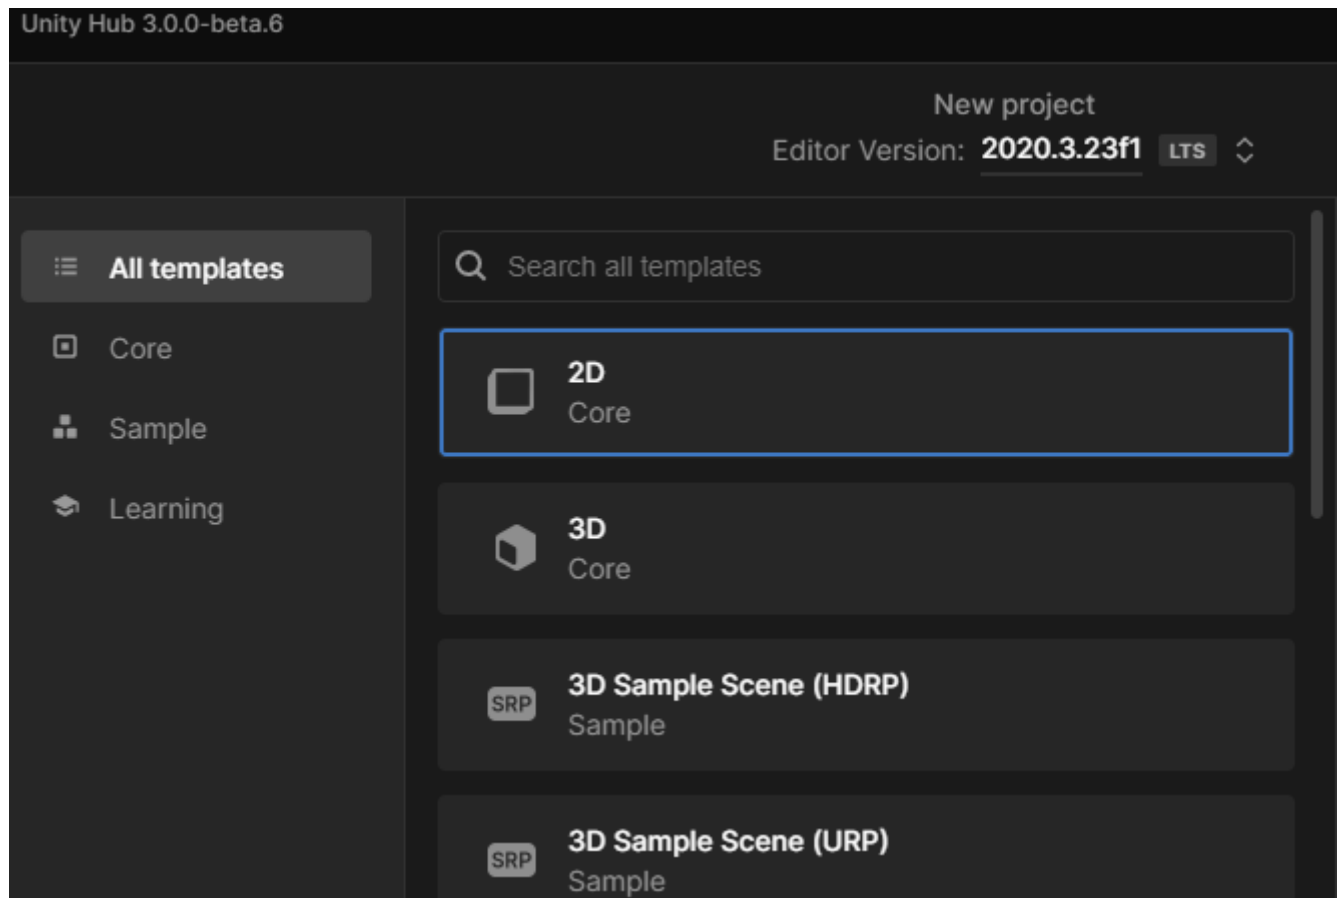 Unity Hub 3.0.0-beta.6
New project
Editor Version: 2020.3.23f1 LTS
All templates
Core
Sample
Learning
Search all templates
2D
Core
3D
Core
SRP
3D Sample Scene (HDRP)
Sample
SRP
3D Sample Scene (URP)
Sample